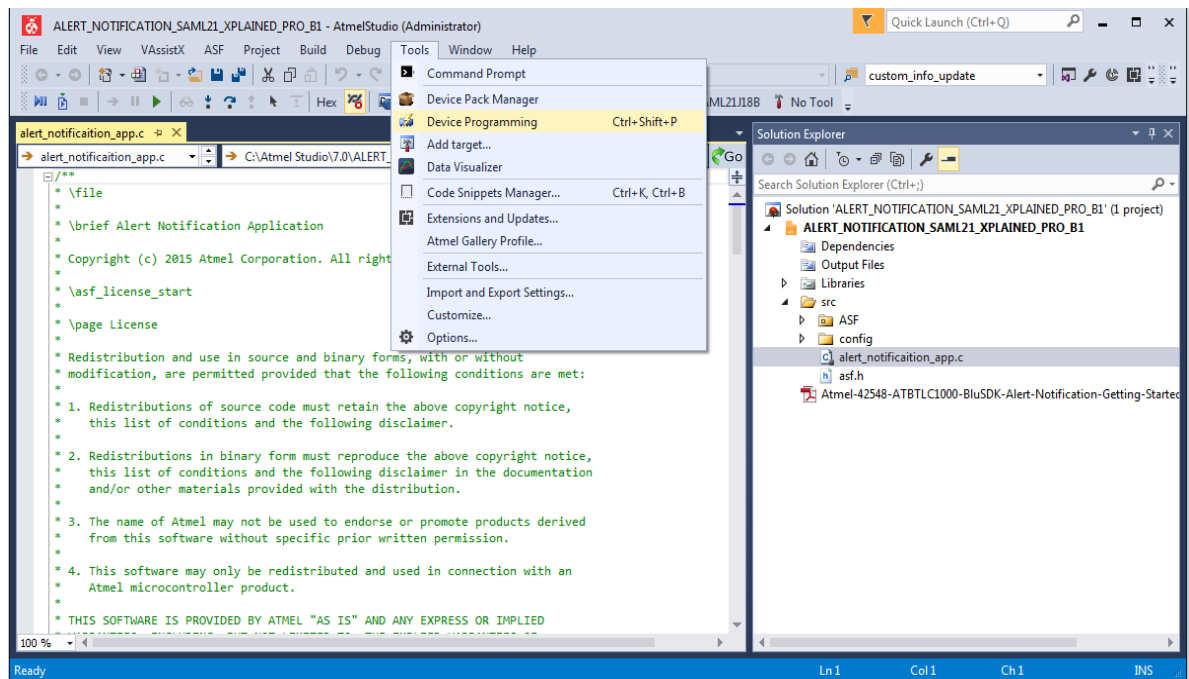 ALERT_NOTIFICATION_SAML21_XPLAINED_PRO_B1 - AtmelStudio (Administrator)
Quick Launch (Ctrl+Q)
File Edit View VAssistX ASF Project Build Debug Tools Window Help
custom_info_update
Hex
ML21J18B No Tool
Command Prompt
Device Pack Manager
Device Programming Ctrl+Shift+P
Add target...
Data Visualizer
Code Snippets Manager... Ctrl+K, Ctrl+B
Extensions and Updates...
Atmel Gallery Profile...
External Tools...
Import and Export Settings...
Customize...
Options...
alert_notificaition_app.c
alert_notificaition_app.c C:\Atmel Studio\7.0\ALERT_ Go
/**
* \file
*
* \brief Alert Notification Application
*
* Copyright (c) 2015 Atmel Corporation. All right
*
* \asf_license_start
*
* \page License
*
* Redistribution and use in source and binary forms, with or without
* modification, are permitted provided that the following conditions are met:
*
* 1. Redistributions of source code must retain the above copyright notice,
* this list of conditions and the following disclaimer.
*
* 2. Redistributions in binary form must reproduce the above copyright notice,
* this list of conditions and the following disclaimer in the documentation
* and/or other materials provided with the distribution.
*
* 3. The name of Atmel may not be used to endorse or promote products derived
* from this software without specific prior written permission.
*
* 4. This software may only be redistributed and used in connection with an
* Atmel microcontroller product.
*
* THIS SOFTWARE IS PROVIDED BY ATMEL "AS IS" AND ANY EXPRESS OR IMPLIED
100 %
Solution Explorer
Search Solution Explorer (Ctrl+;)
Solution 'ALERT_NOTIFICATION_SAML21_XPLAINED_PRO_B1' (1 project)
ALERT_NOTIFICATION_SAML21_XPLAINED_PRO_B1
Dependencies
Output Files
Libraries
src
ASF
config
alert_notificaition_app.c
asf.h
Atmel-42548-ATBTLC1000-BluSDK-Alert-Notification-Getting-Started
Ready Ln 1 Col 1 Ch 1 INS